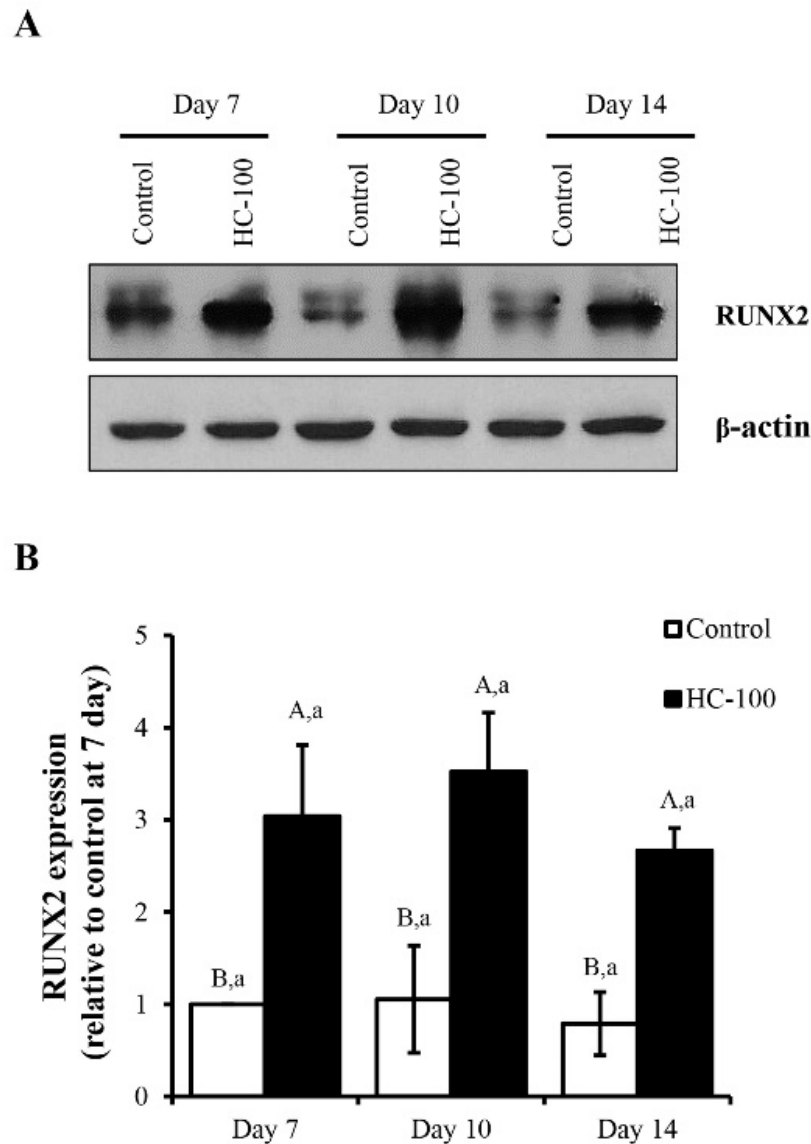 A
Day 7 Day 10 Day 14
Control HC-100 Control HC-100 Control HC-100
RUNX2
β-actin
B
RUNX2 expression
(relative to control at 7 day)
5
4
3
2
1
0
Control
HC-100
B,a A,a B,a A,a B,a A,a
Day 7 Day 10 Day 14